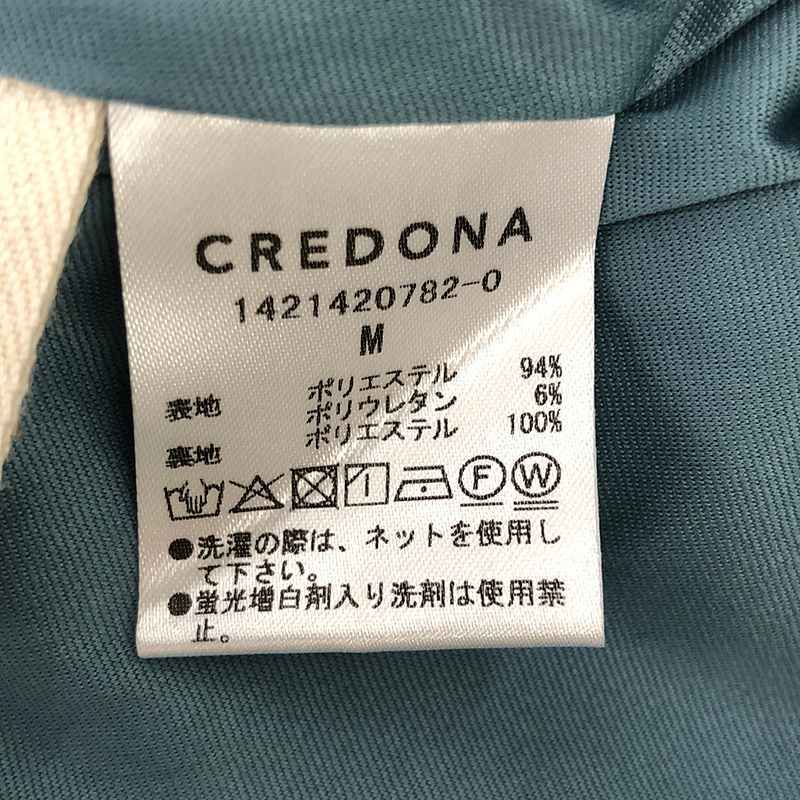 CREDONA
1421420782-0
M
表地 ポリエステル 94%
ポリウレタン 6%
裏地 ポリエステル 100%
F W
●洗濯の際は、ネットを使用し
て下さい。
●蛍光増白剤入り洗剤は使用禁
止。